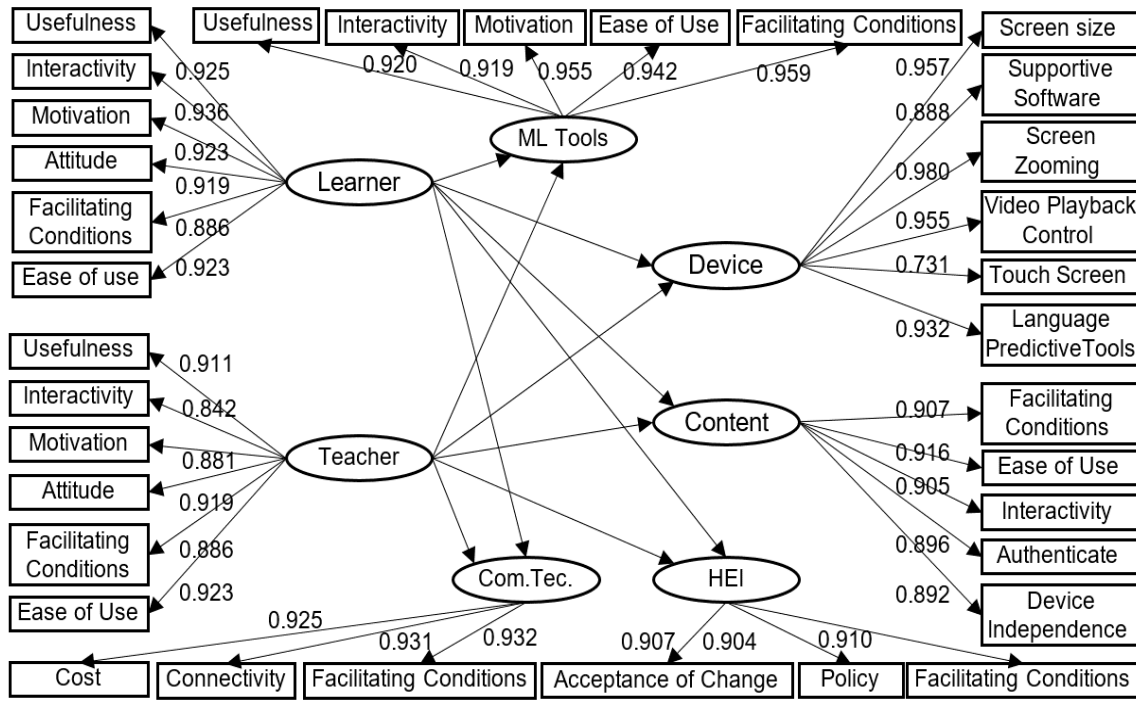 Usefulness
Usefulness
Interactivity
Motivation
Ease of Use
Facilitating Conditions
Screen size
Interactivity
Motivation
Attitude
Facilitating
Conditions
Ease of use
0.925
0.936
0.923
0.919
0.886
0.923
Learner
0.920
0.919
0.955
0.942
0.959
ML Tools
0.957
0.888
0.980
0.955
0.731
0.932
Device
Supportive
Software
Screen
Zooming
Video Playback
Control
Touch Screen
Language
PredictiveTools
Usefulness
Interactivity
Motivation
Attitude
Facilitating
Conditions
Ease of Use
0.911
0.842
0.881
0.919
0.886
0.923
Teacher
Content
0.907
0.916
0.905
0.896
0.892
Facilitating
Conditions
Ease of Use
Interactivity
Authenticate
Device
Independence
Com.Tec.
HEI
0.925
0.931
0.932
0.907
0.904
0.910
Cost
Connectivity
Facilitating Conditions
Acceptance of Change
Policy
Facilitating Conditions